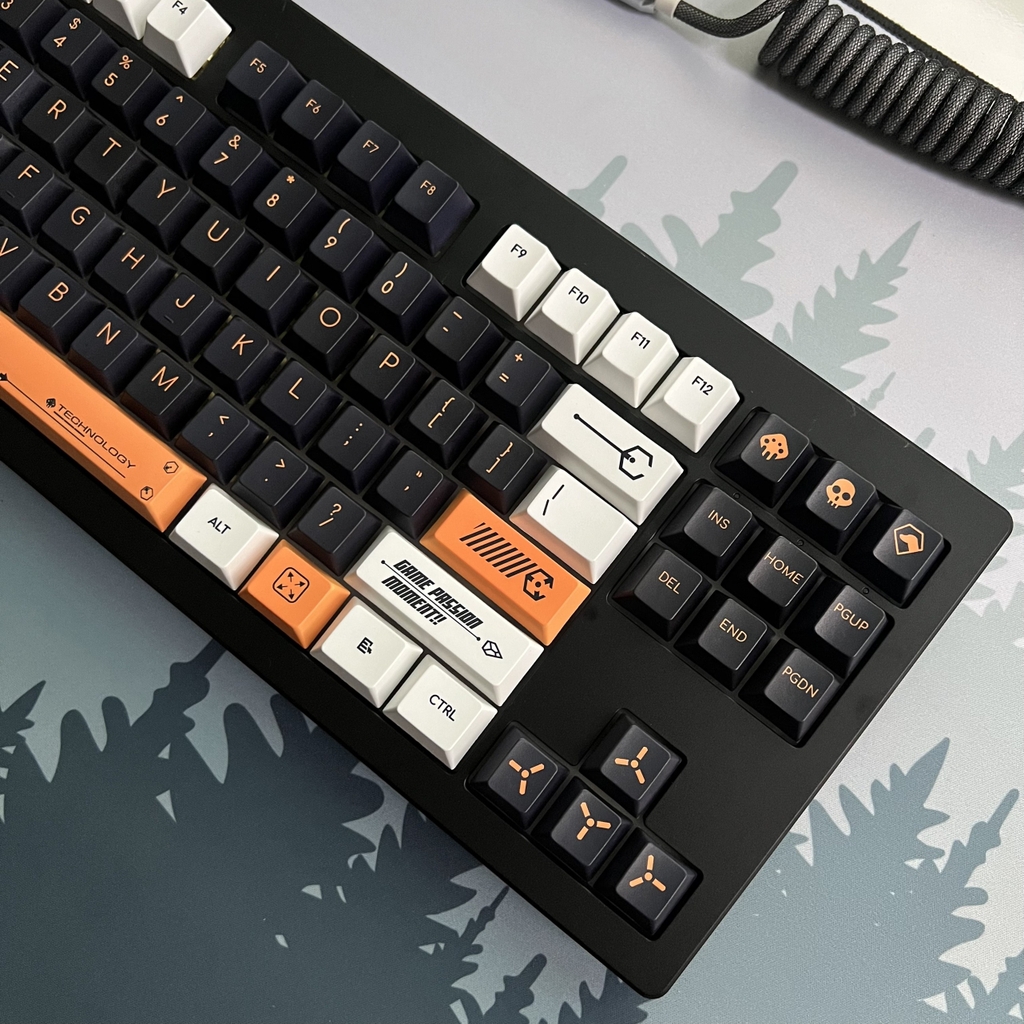 F4
F5
F6
F7
F8
F9
F10
F11
F12
3
$
4
%
5
^
6
&
7
*
8
(
9
)
0
-
+
=
E
R
T
Y
U
I
O
P
{
[
}
]
|
\
F
G
H
J
K
L
:
;
"
'
V
B
N
M
<
,
>
.
?
/
GAME PASSION
MOMENT!!
TECHNOLOGY
ALT
CTRL
INS
HOME
PGUP
DEL
END
PGDN